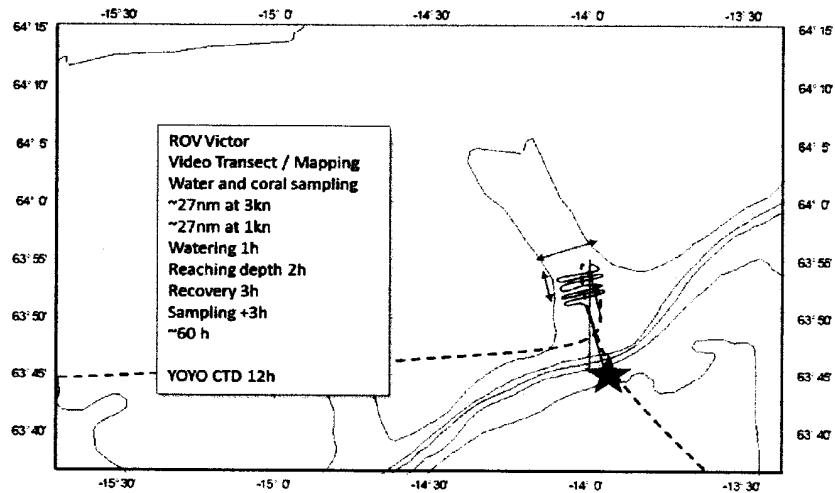 -15° 30' -15° 0' -14° 30' -14° 0' -13° 30'
64° 15' 64° 15'
64° 10' 64° 10'
64° 5' 64° 5'
64° 0' 64° 0'
63° 55' 63° 55'
63° 50' 63° 50'
63° 45' 63° 45'
63° 40' 63° 40'
ROV Victor
Video Transect / Mapping
Water and coral sampling
~27nm at 3kn
~27nm at 1kn
Watering 1h
Reaching depth 2h
Recovery 3h
Sampling +3h
~60 h
YOYO CTD 12h
-15° 30' -15° 0' -14° 30' -14° 0' -13° 30'